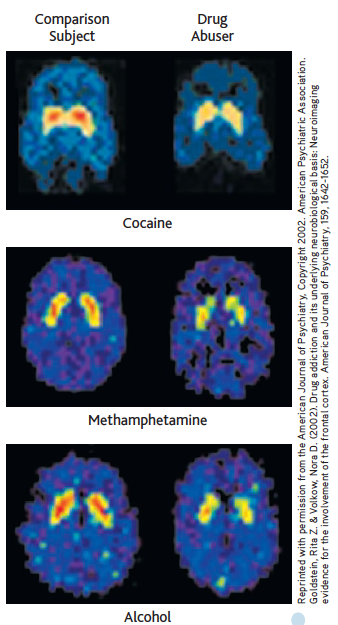 Comparison
Subject
Drug
Abuser
Cocaine
Methamphetamine
Alcohol
Reprinted with permission from the American Journal of Psychiatry, Copyright 2002. American Psychiatric Association.
Goldstein, Rita Z. & Volkow, Nora D. (2002). Drug addiction and its underlying neurobiological basis: Neuroimaging
evidence for the involvement of the frontal cortex. American Journal of Psychiatry, 159, 1642-1652.